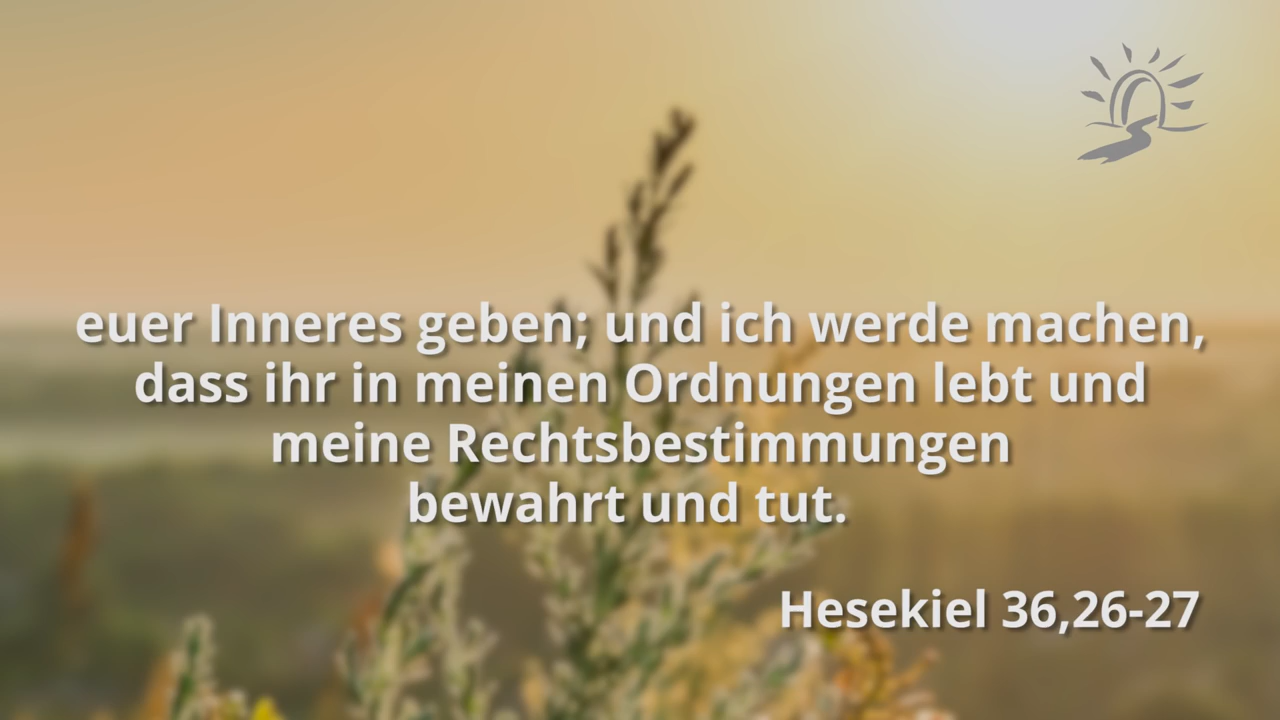 euer Inneres geben; und ich werde machen,
dass ihr in meinen Ordnungen lebt und
meine Rechtsbestimmungen
bewahrt und tut.
Hesekiel 36,26-27